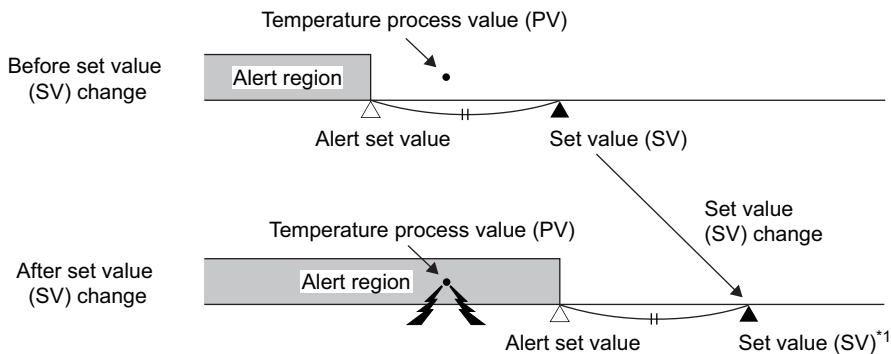 Temperature process value (PV)
Before set value
(SV) change
Alert region
Alert set value
Set value (SV)
Set value
(SV) change
Temperature process value (PV)
After set value
(SV) change
Alert region
Alert set value
Set value (SV)*1